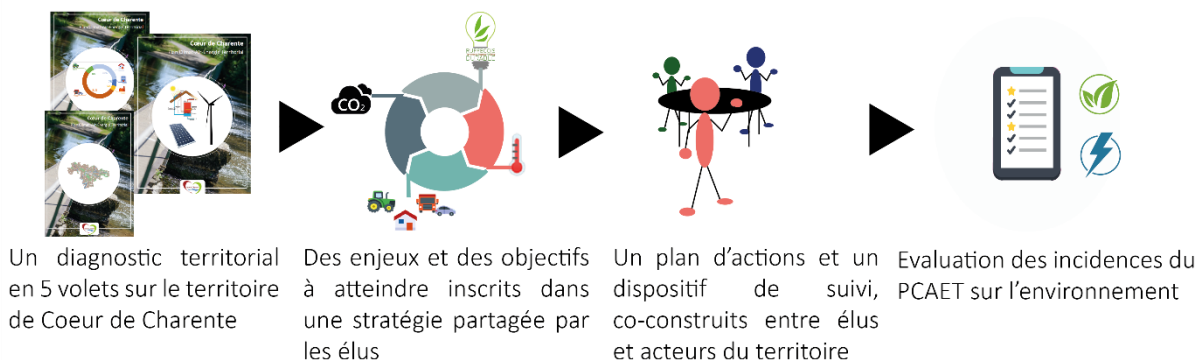 Coeur de Charente
Coeur de Charente
CO₂
Un diagnostic territorial
en 5 volets sur le territoire
de Coeur de Charente
Des enjeux et des objectifs
à atteindre inscrits dans
une stratégie partagée par
les élus
Un plan d’actions et un
dispositif de suivi,
co-construits entre élus
et acteurs du territoire
Evaluation des incidences du
PCAET sur l’environnement